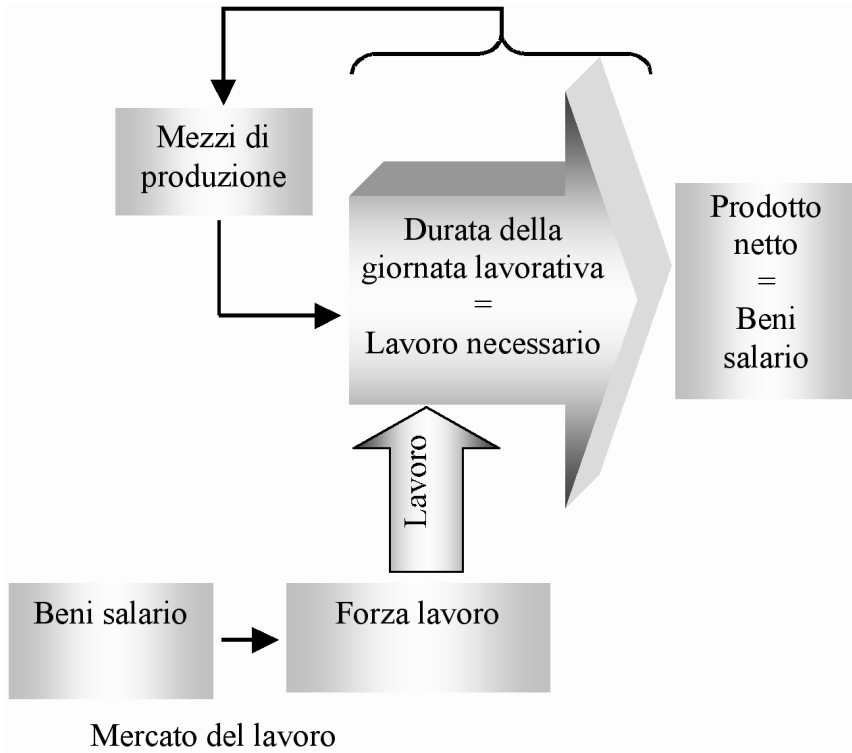 Mezzi di
produzione
Durata della
giornata lavorativa
=
Lavoro necessario
Prodotto
netto
=
Beni
salario
Lavoro
Beni salario
Forza lavoro
Mercato del lavoro